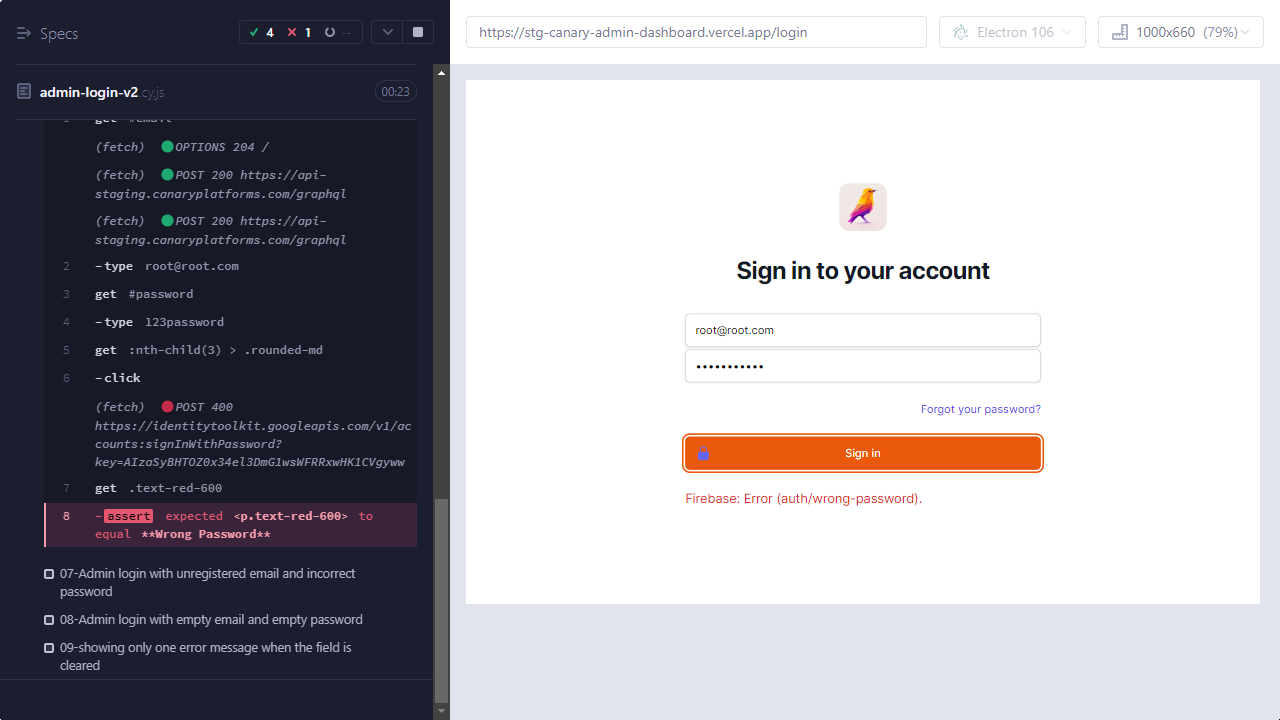 Specs
4
1
--
admin-login-v2.cy.js
00:23
1 get #email
(fetch) OPTIONS 204 /
(fetch) POST 200 https://api-
staging.canaryplatforms.com/graphql
(fetch) POST 200 https://api-
staging.canaryplatforms.com/graphql
2 -type root@root.com
3 get #password
4 -type 123password
5 get :nth-child(3) > .rounded-md
6 -click
(fetch) POST 400
https://identitytoolkit.googleapis.com/v1/ac
counts:signInWithPassword?
key=AIzaSyBHTOZ0x34el3DmG1wsWFRRxwHK1CVgyww
7 get .text-red-600
8 -assert expected <p.text-red-600> to
equal **Wrong Password**
07-Admin login with unregistered email and incorrect
password
08-Admin login with empty email and empty password
09-showing only one error message when the field is
cleared
https://stg-canary-admin-dashboard.vercel.app/login
Electron 106
1000x660 (79%)
Sign in to your account
root@root.com
•••••••••••
Forgot your password?
Sign in
Firebase: Error (auth/wrong-password).